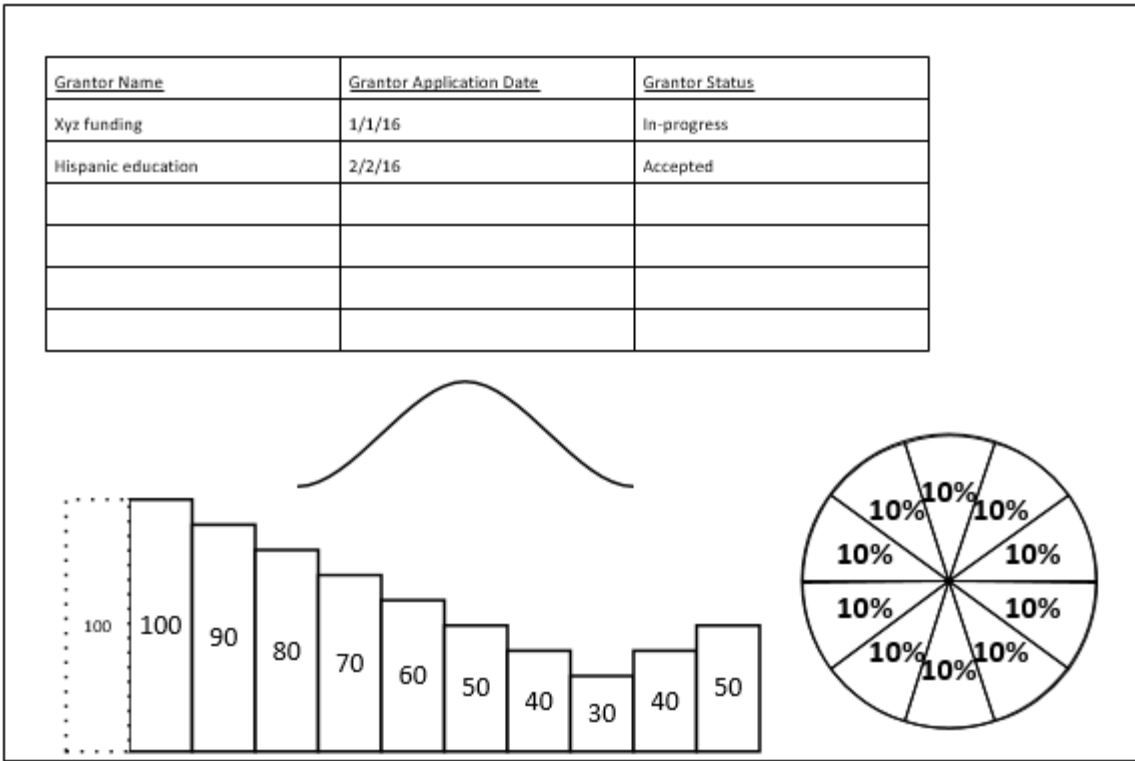 Grantor Name Grantor Application Date Grantor Status
Xyz funding 1/1/16 In-progress
Hispanic education 2/2/16 Accepted
100 100 90 80 70 60 50 40 30 40 50
10% 10% 10%
10% 10%
10% 10%
10% 10% 10%